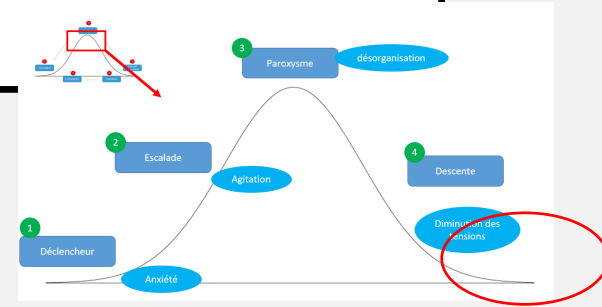 3
Paroxysme
désorganisation
2
Escalade
Agitation
4
Descente
1
Déclencheur
Diminution des
tensions
Anxiété